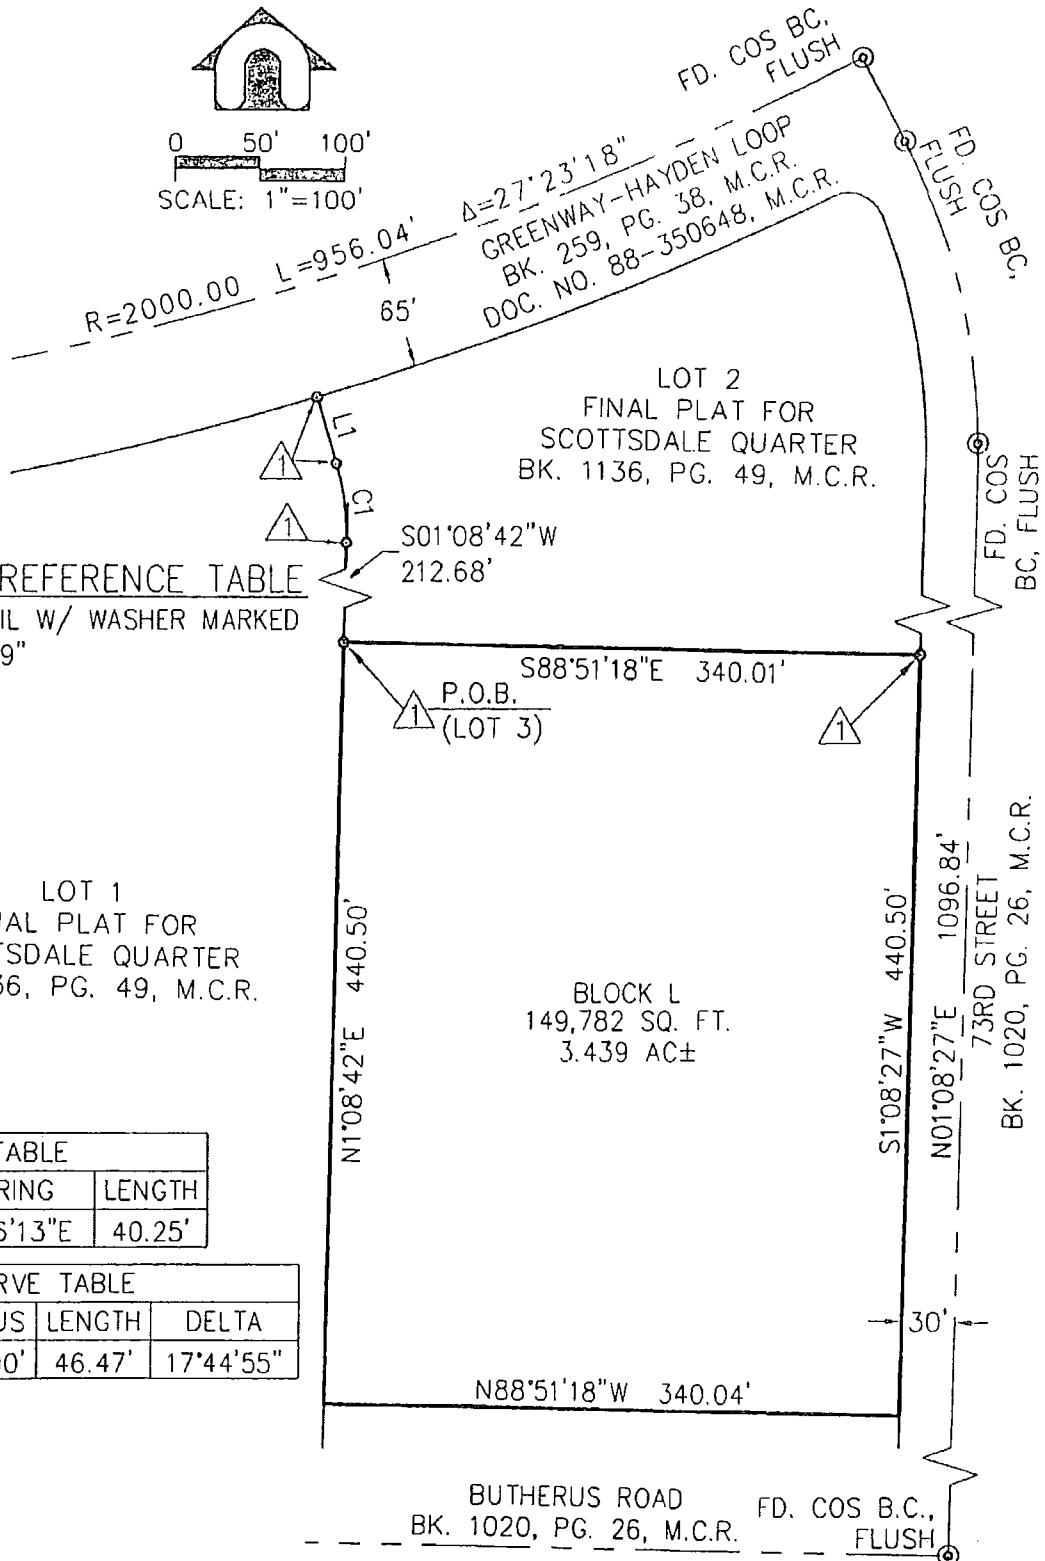 0 50' 100'
SCALE: 1"=100'
FD. COS BC,
FLUSH
FD. COS BC,
FLUSH
R=2000.00 L=956.04' Δ=27°23'18"
GREENWAY-HAYDEN LOOP
BK. 259, PG. 38, M.C.R.
DOC. NO. 88-350648, M.C.R.
65'
LOT 2
FINAL PLAT FOR
SCOTTSDALE QUARTER
BK. 1136, PG. 49, M.C.R.
L1
1
C1
1
S01°08'42"W
212.68'
FD. COS
BC, FLUSH
REFERENCE TABLE
IL W/ WASHER MARKED
9"
S88°51'18"E 340.01'
1
P.O.B.
(LOT 3)
1
LOT 1
NAL PLAT FOR
TSDALE QUARTER
36, PG. 49, M.C.R.
N1°08'42"E 440.50'
BLOCK L
149,782 SQ. FT.
3.439 AC±
S1°08'27"W 440.50'
N01°08'27"E 1096.84'
73RD STREET
BK. 1020, PG. 26, M.C.R.
TABLE
RING LENGTH
6'13"E 40.25'
RVE TABLE
US LENGTH DELTA
00' 46.47' 17°44'55"
30'
N88°51'18"W 340.04'
BUTHERUS ROAD
BK. 1020, PG. 26, M.C.R.
FD. COS B.C.,
FLUSH